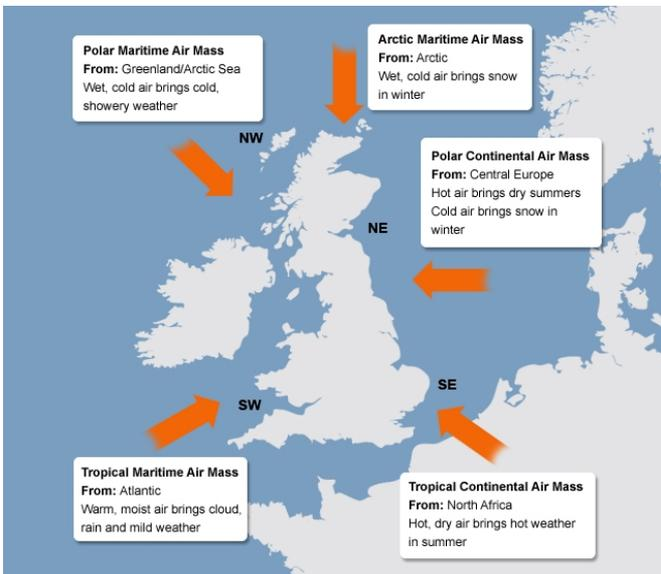 Polar Maritime Air Mass
From: Greenland/Arctic Sea
Wet, cold air brings cold,
showery weather
Arctic Maritime Air Mass
From: Arctic
Wet, cold air brings snow
in winter
NW
Polar Continental Air Mass
From: Central Europe
Hot air brings dry summers
Cold air brings snow in
winter
NE
SW
SE
Tropical Maritime Air Mass
From: Atlantic
Warm, moist air brings cloud,
rain and mild weather
Tropical Continental Air Mass
From: North Africa
Hot, dry air brings hot weather
in summer